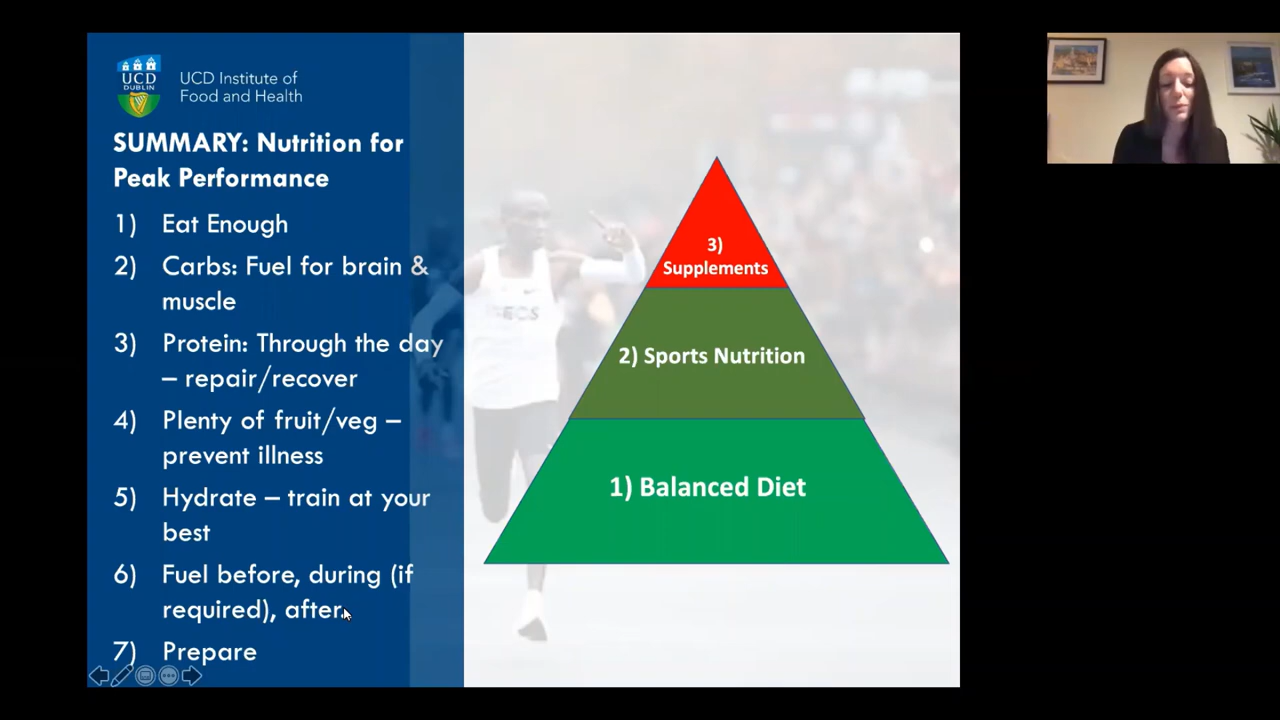 UCD
DUBLIN
UCD Institute of
Food and Health
SUMMARY: Nutrition for
Peak Performance
1) Eat Enough
2) Carbs: Fuel for brain &
muscle
3) Protein: Through the day
– repair/recover
4) Plenty of fruit/veg –
prevent illness
5) Hydrate – train at your
best
6) Fuel before, during (if
required), after.
7) Prepare
3)
Supplements
2) Sports Nutrition
1) Balanced Diet